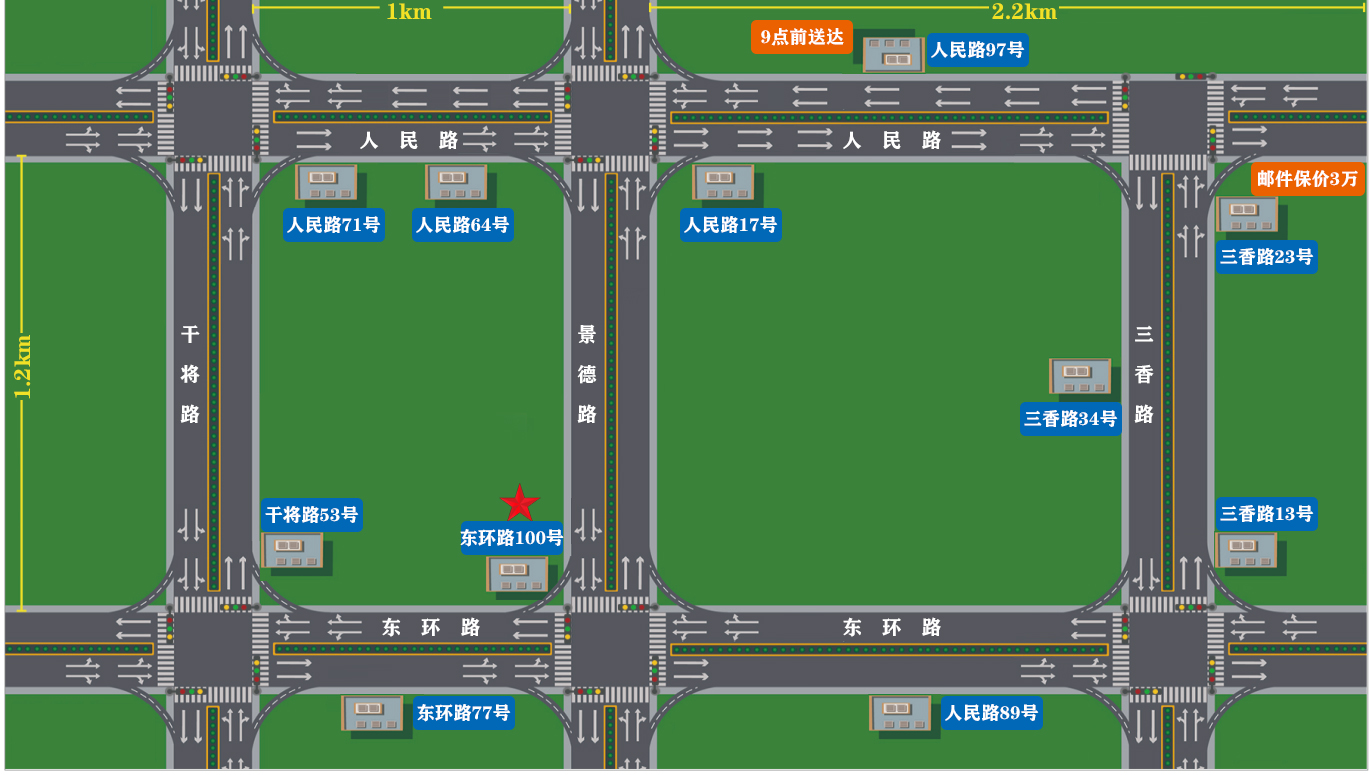 1km
2.2km
9点前送达
人民路97号
人民路
人民路
邮件保价3万
人民路71号
人民路64号
人民路17号
三香路23号
1.2km
干将路
景德路
三香路
三香路34号
干将路53号
东环路100号
三香路13号
东环路
东环路
东环路77号
人民路89号